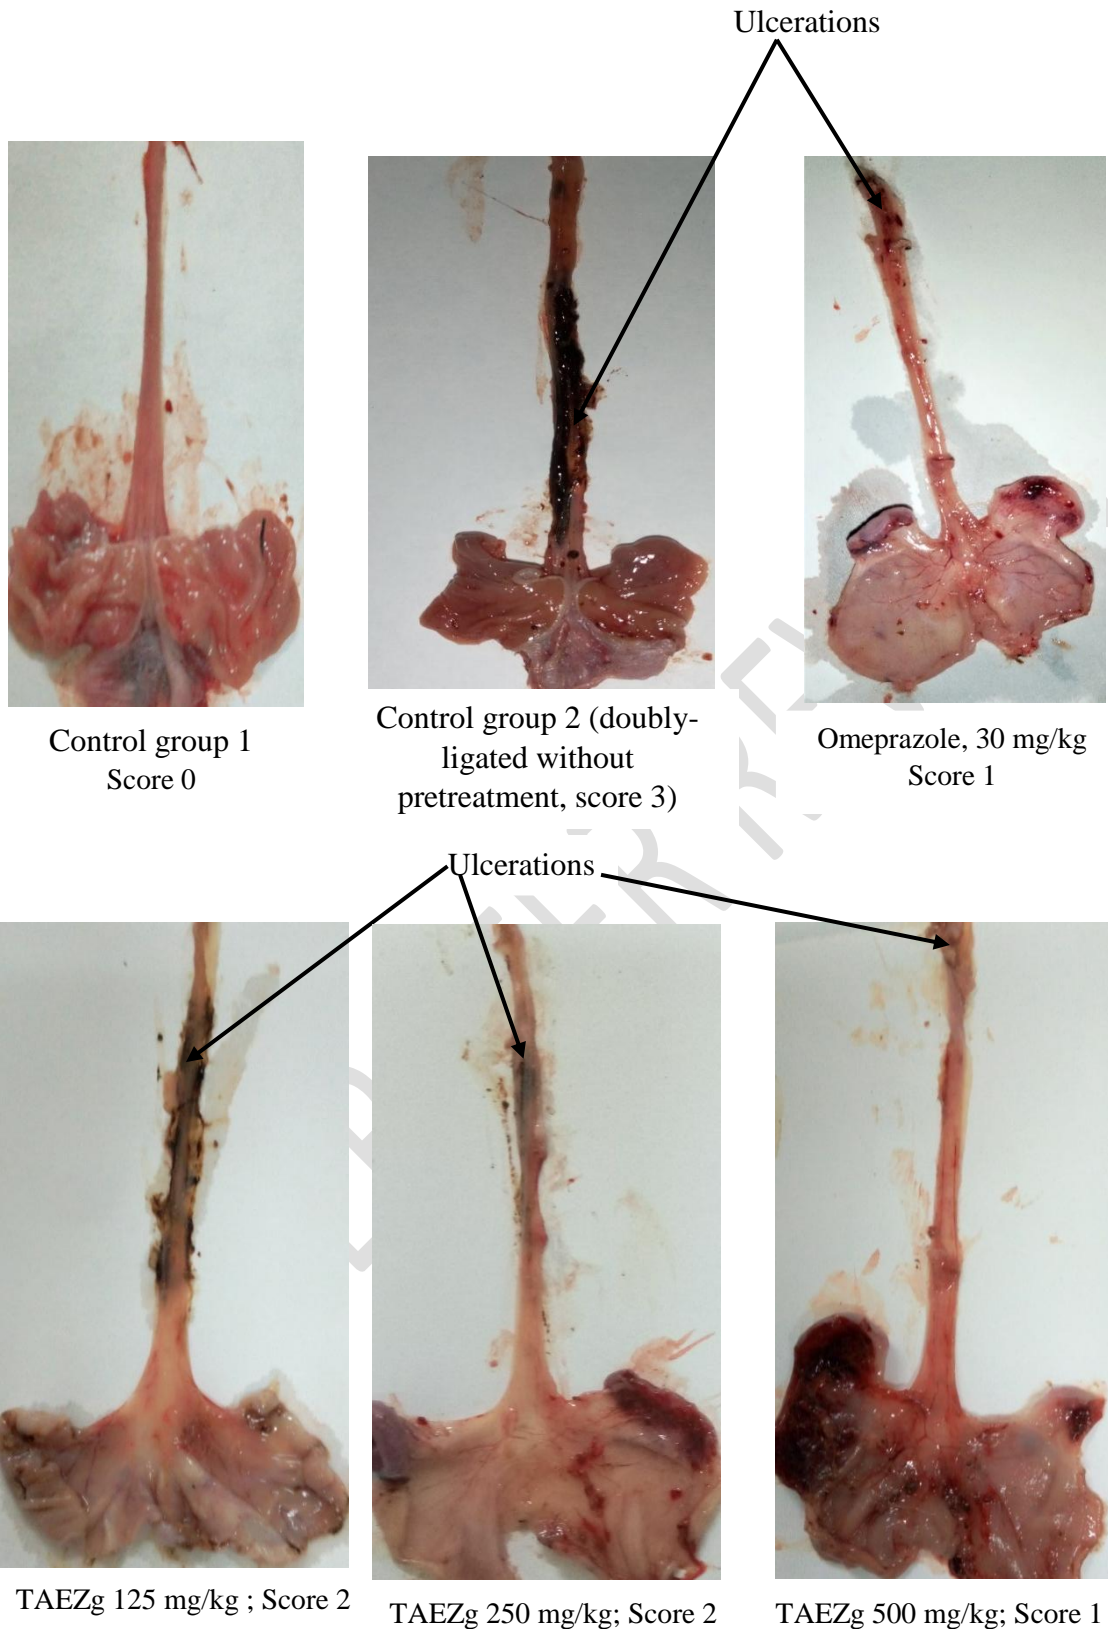 Ulcerations
Control group 1
Score 0
Control group 2 (doubly-
ligated without
pretreatment, score 3)
Omeprazole, 30 mg/kg
Score 1
Ulcerations
TAEZg 125 mg/kg ; Score 2
TAEZg 250 mg/kg; Score 2
TAEZg 500 mg/kg; Score 1